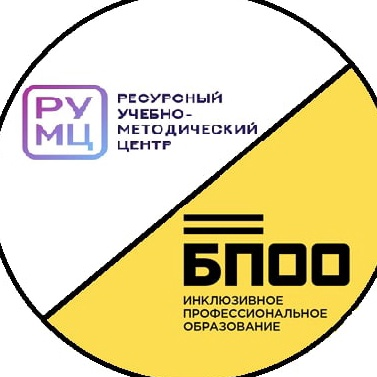 РУ
МЦ
РЕСУРСНЫЙ
УЧЕБНО-
МЕТОДИЧЕСКИЙ
ЦЕНТР
БПОО
ИНКЛЮЗИВНОЕ
ПРОФЕССИОНАЛЬНОЕ
ОБРАЗОВАНИЕ